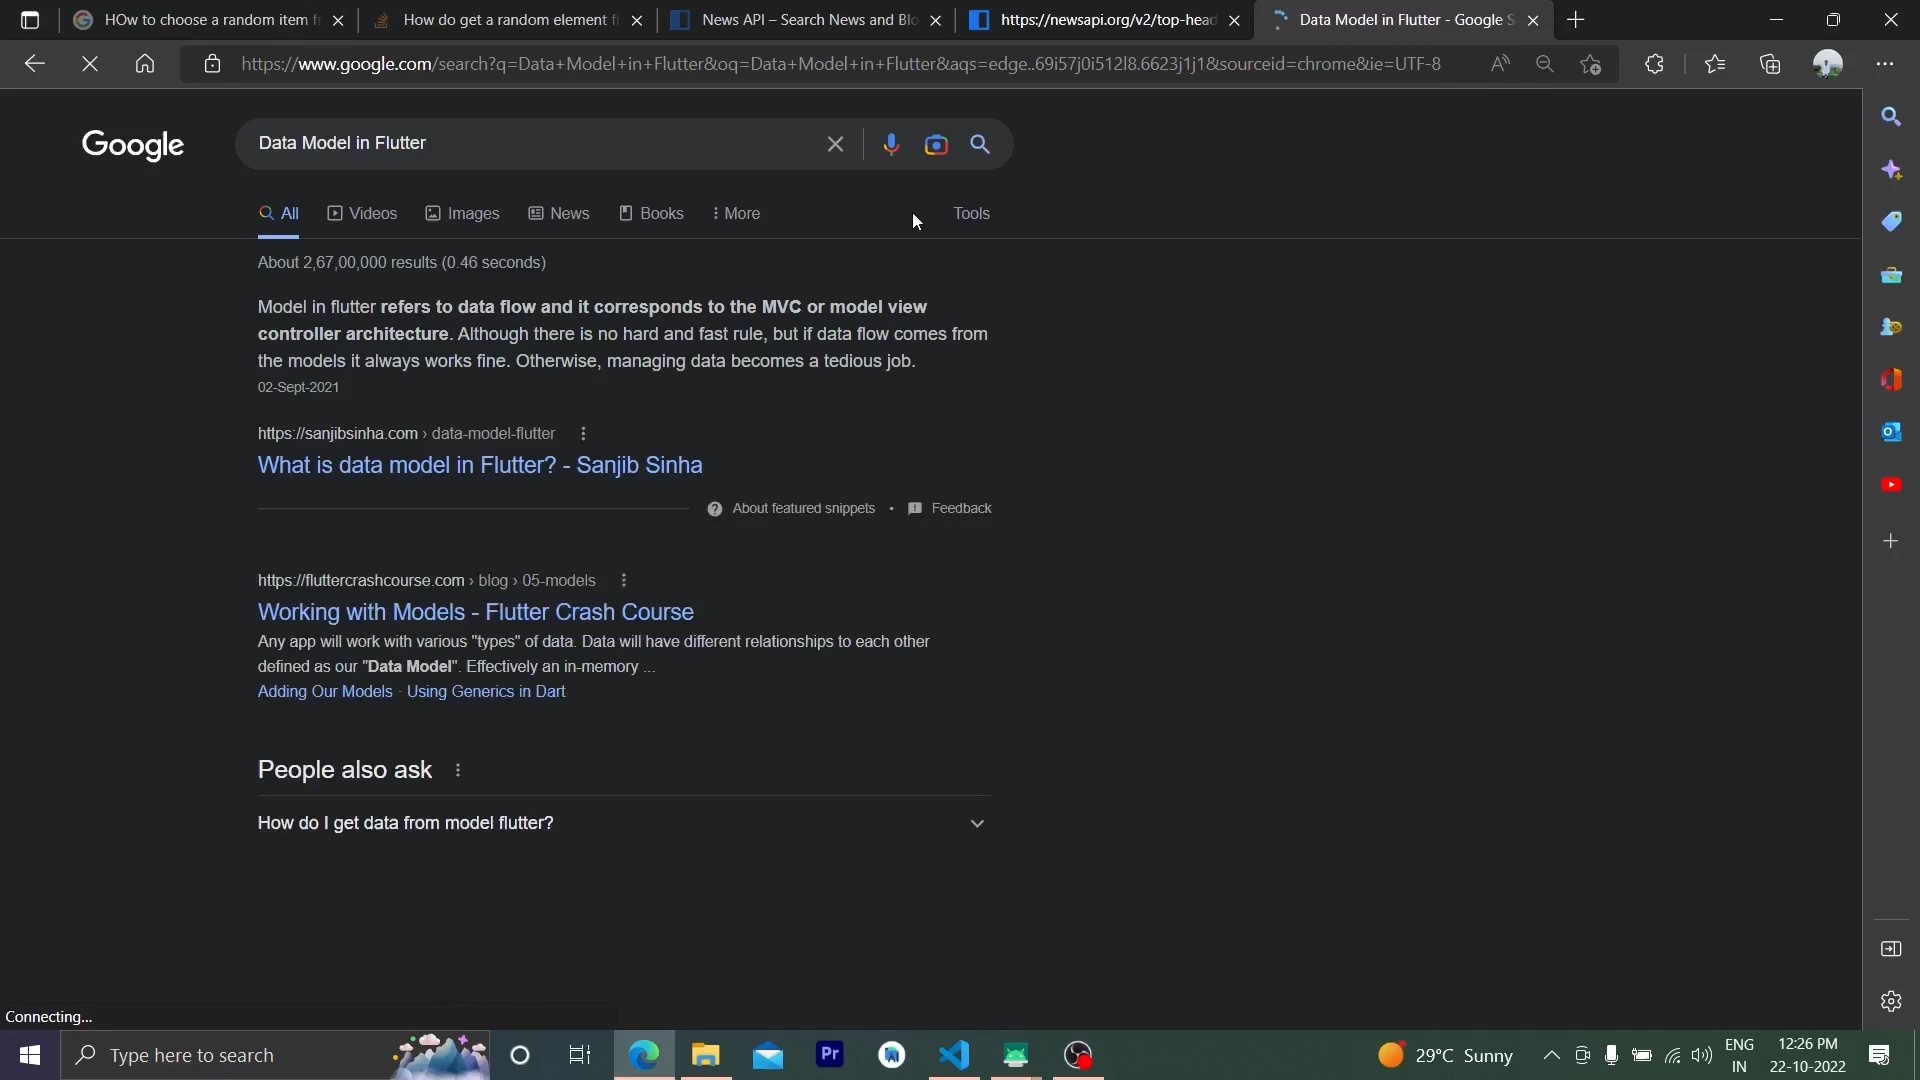 HOw to choose a random item f
How do get a random element f
News API – Search News and Blo
https://newsapi.org/v2/top-head
Data Model in Flutter - Google S
https://www.google.com/search?q=Data+Model+in+Flutter&oq=Data+Model+in+Flutter&aqs=edge..69i57j0i512l8.6623j1j1&sourceid=chrome&ie=UTF-8
Google
Data Model in Flutter
All
Videos
Images
News
Books
More
Tools
About 2,67,00,000 results (0.46 seconds)
Model in flutter refers to data flow and it corresponds to the MVC or model view
controller architecture. Although there is no hard and fast rule, but if data flow comes from
the models it always works fine. Otherwise, managing data becomes a tedious job.
02-Sept-2021
https://sanjibsinha.com › data-model-flutter
What is data model in Flutter? - Sanjib Sinha
About featured snippets • Feedback
https://fluttercrashcourse.com › blog › 05-models
Working with Models - Flutter Crash Course
Any app will work with various "types" of data. Data will have different relationships to each other
defined as our "Data Model". Effectively an in-memory ...
Adding Our Models · Using Generics in Dart
People also ask
How do I get data from model flutter?
Connecting...
Type here to search
Pr
29°C Sunny
ENG
IN
12:26 PM
22-10-2022